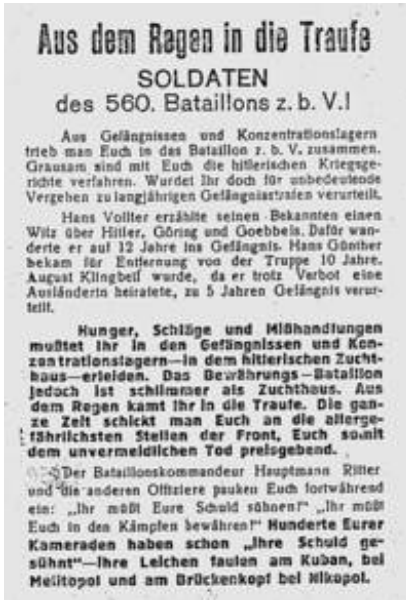 Aus dem Regen in die Traufe
SOLDATEN
des 560. Bataillons z. b. V.!
Aus Gefängnissen und Konzentrationslagern
trieb man Euch in das Bataillon z. b. V. zusammen.
Grausam sind mit Euch die hitlerischen Kriegsge-
richte verfahren. Wurdet Ihr doch für unbedeutende
Vergehen zu langjährigen Gefängnisstrafen verurteilt.
Hans Vollter erzählte seinen Bekannten einen
Witz über Hitler, Göring und Goebbels. Dafür wan-
derte er auf 12 Jahre ins Gefängnis. Hans Günther
bekam für Entfernung von der Truppe 10 Jahre.
August Klingbeil wurde, da er trotz Verbot eine
Ausländerin heiratete, zu 5 Jahren Gefängnis verur-
teilt.
Hunger, Schläge und Mißhandlungen
mußtet Ihr in den Gefängnissen und Kon-
zentrationslagern—in dem hitlerischen Zucht-
haus—erleiden. Das Bewährungs-Bataillon
jedoch ist schlimmer als Zuchthaus. Aus
dem Regen kamt Ihr in die Traufe. Die gan-
ze Zeit schickt man Euch an die allerge-
fährlichsten Stellen der Front, Euch somit
dem unvermeidlichen Tod preisgebend.
Der Bataillonskommandeur Hauptmann Ritter
und die anderen Offiziere pauken Euch fortwährend
ein: „Ihr müßt Eure Schuld sühnen!" „Ihr müßt
Euch in den Kämpfen bewähren!" Hunderte Eurer
Kameraden haben schon „ihre Schuld ge-
sühnt"—ihre Leichen faulen am Kuban, bei
Melitopol und am Brückenkopf bei Nikopol.